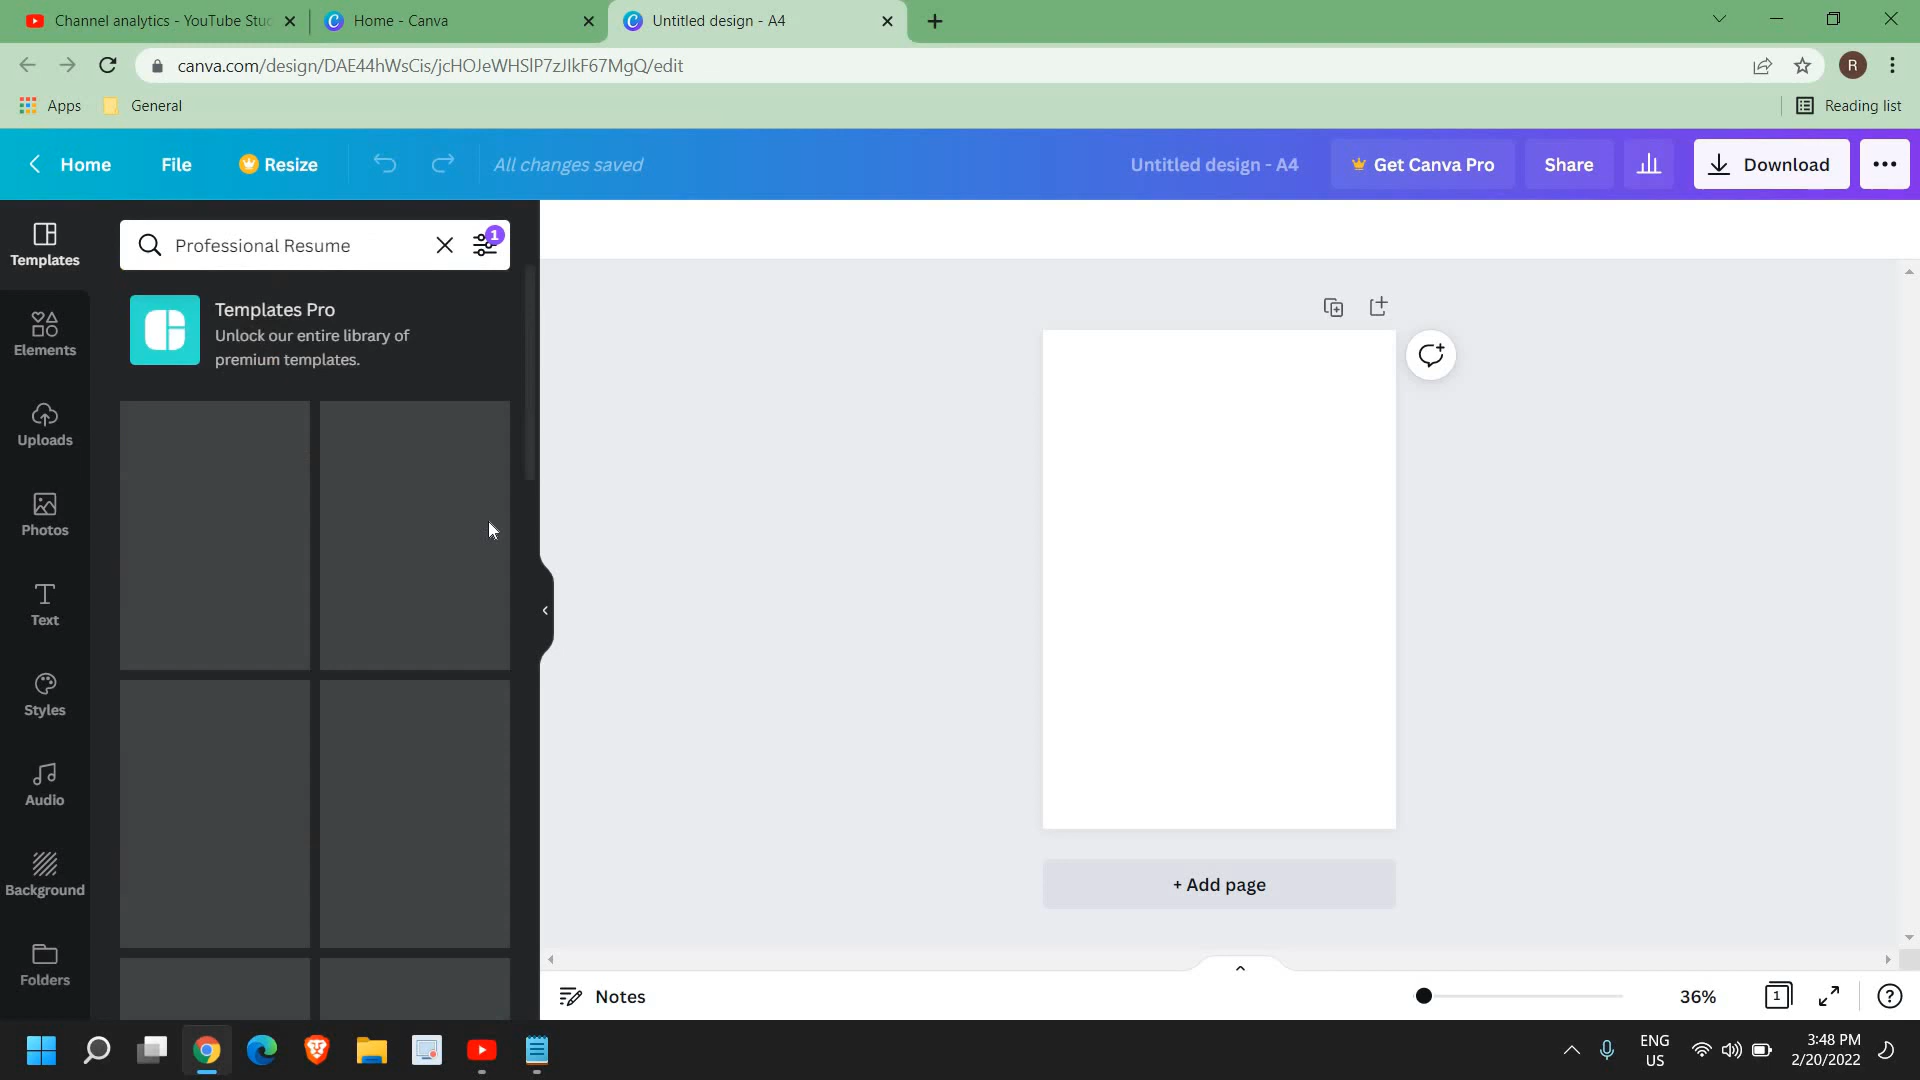 Channel analytics - YouTube Stu
Home - Canva
Untitled design - A4
canva.com/design/DAE44hWsCis/jcHOJeWHSlP7zJlkF67MgQ/edit
R
Apps
General
Reading list
Home
File
Resize
All changes saved
Untitled design - A4
Get Canva Pro
Share
Download
Templates
Professional Resume
1
Templates Pro
Unlock our entire library of
premium templates.
Elements
Uploads
Photos
Text
Styles
Audio
Background
Folders
+ Add page
Notes
36%
1
ENG
US
3:48 PM
2/20/2022